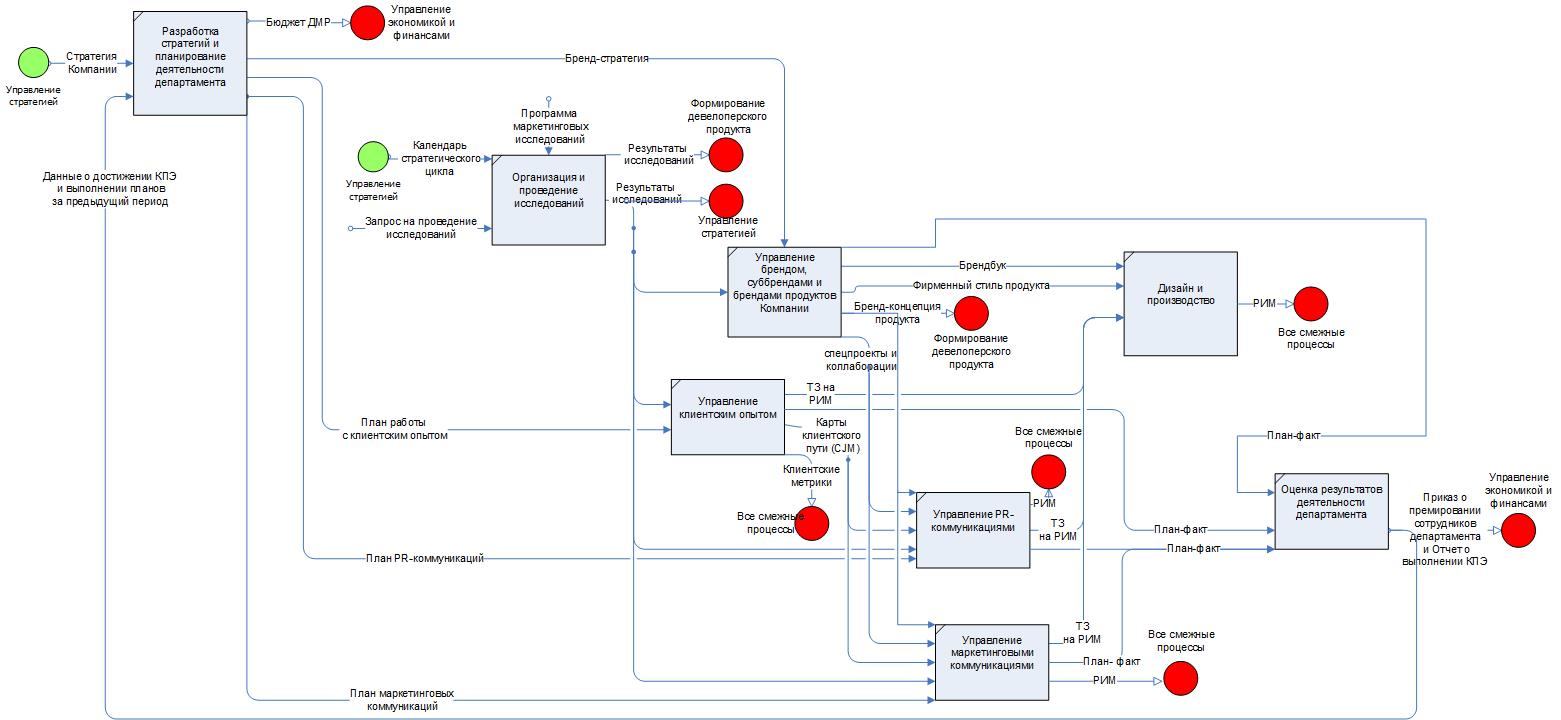 Бюджет ДМР
Управление
экономикой и
финансами
Разработка
стратегий и
планирование
деятельности
департамента
Стратегия
Компании
Управление
стратегией
Бренд-стратегия
Программа
маркетинговых
исследований
Формирование
девелоперского
продукта
Календарь
стратегического
цикла
Управление
стратегией
Результаты
исследований
Организация и
проведение
исследований
Результаты
исследований
Управление
стратегией
Данные о достижении КПЭ
и выполнении планов
за предыдущий период
Запрос на проведение
исследований
Управление
брендом,
суббрендами и
брендами продуктов
Компании
Брендбук
Фирменный стиль продукта
Бренд-концепция
продукта
Формирование
девелоперского
продукта
Дизайн и
производство
РИМ
Все смежные
процессы
спецпроекты и
коллаборации
Управление
клиентским опытом
ТЗ на
РИМ
Карты
клиентского
пути (CJM)
Клиентские
метрики
Все смежные
процессы
План работы
с клиентским опытом
Все смежные
процессы
РИМ
План-факт
Управление PR-
коммуникациями
ТЗ
на РИМ
План-факт
План-факт
Оценка результатов
деятельности
департамента
Приказ о
премировании
сотрудников
департамента
и Отчет о
выполнении КПЭ
Управление
экономикой и
финансами
План PR-коммуникаций
Управление
маркетинговыми
коммуникациями
ТЗ
на РИМ
План- факт
РИМ
Все смежные
процессы
План маркетинговых
коммуникаций